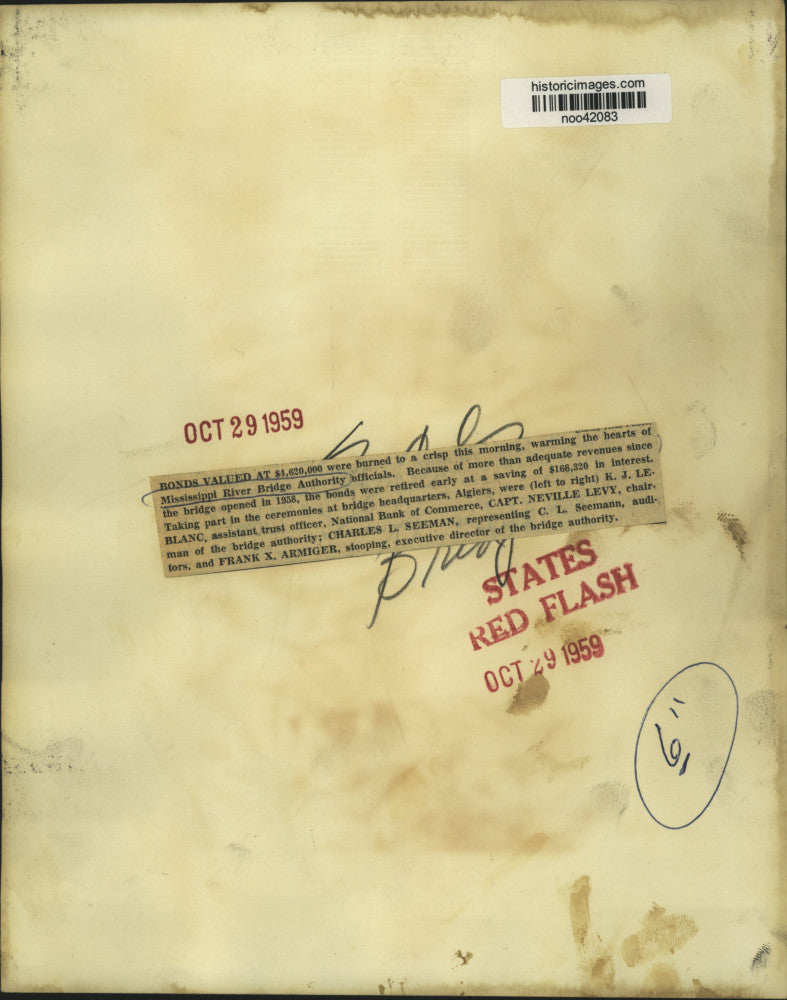 historicimages.com
noo42083
OCT 29 1959
BONDS VALUED AT $4,620,000 were burned to a crisp this morning, warming the hearts of
Mississippi River Bridge Authority officials. Because of more than adequate revenues since
the bridge opened in 1958, the bonds were retired early at a saving of $166,320 in interest.
Taking part in the ceremonies at bridge headquarters, Algiers, were (left to right) K. J. LE-
BLANC, assistant trust officer, National Bank of Commerce, CAPT. NEVILLE LEVY, chair-
man of the bridge authority; CHARLES L. SEEMAN, representing C. L. Seemann, audi-
tors, and FRANK X. ARMIGER, stooping, executive director of the bridge authority.
STATES
RED FLASH
OCT 29 1959
6"